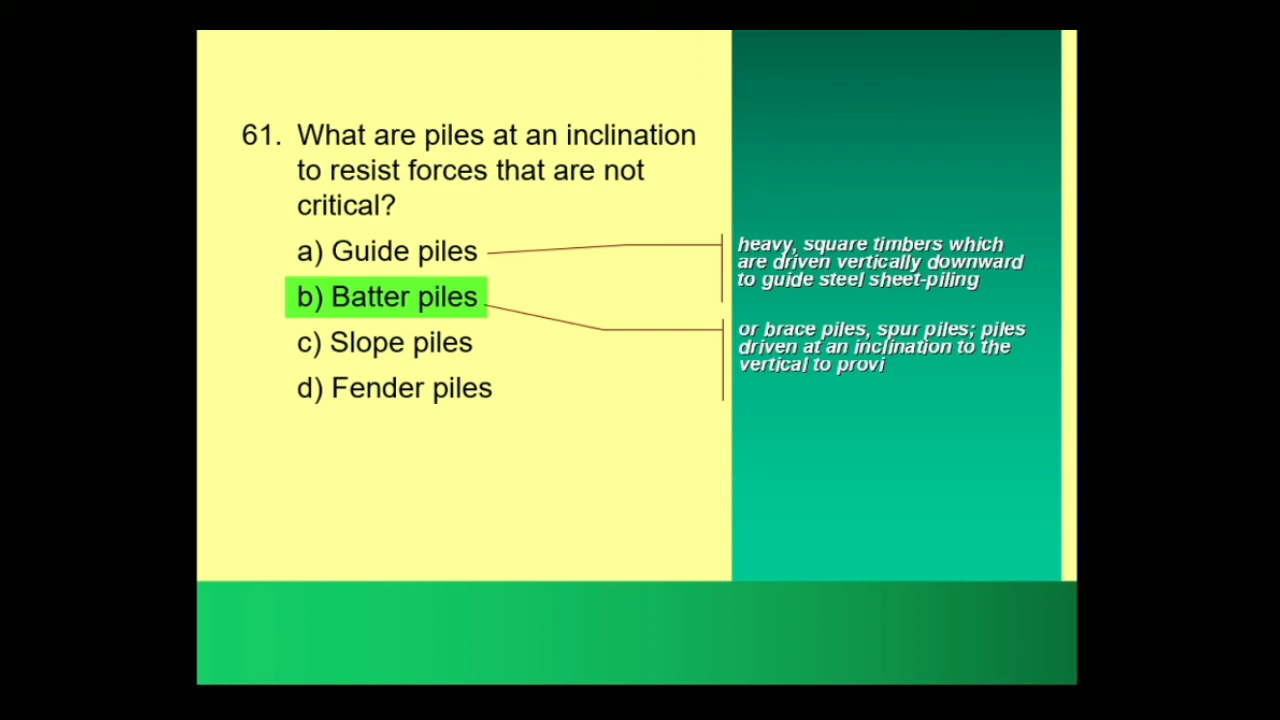 61. What are piles at an inclination
to resist forces that are not
critical?
a) Guide piles
b) Batter piles
c) Slope piles
d) Fender piles
heavy, square timbers which
are driven vertically downward
to guide steel sheet-piling
or brace piles, spur piles; piles
driven at an inclination to the
vertical to provi